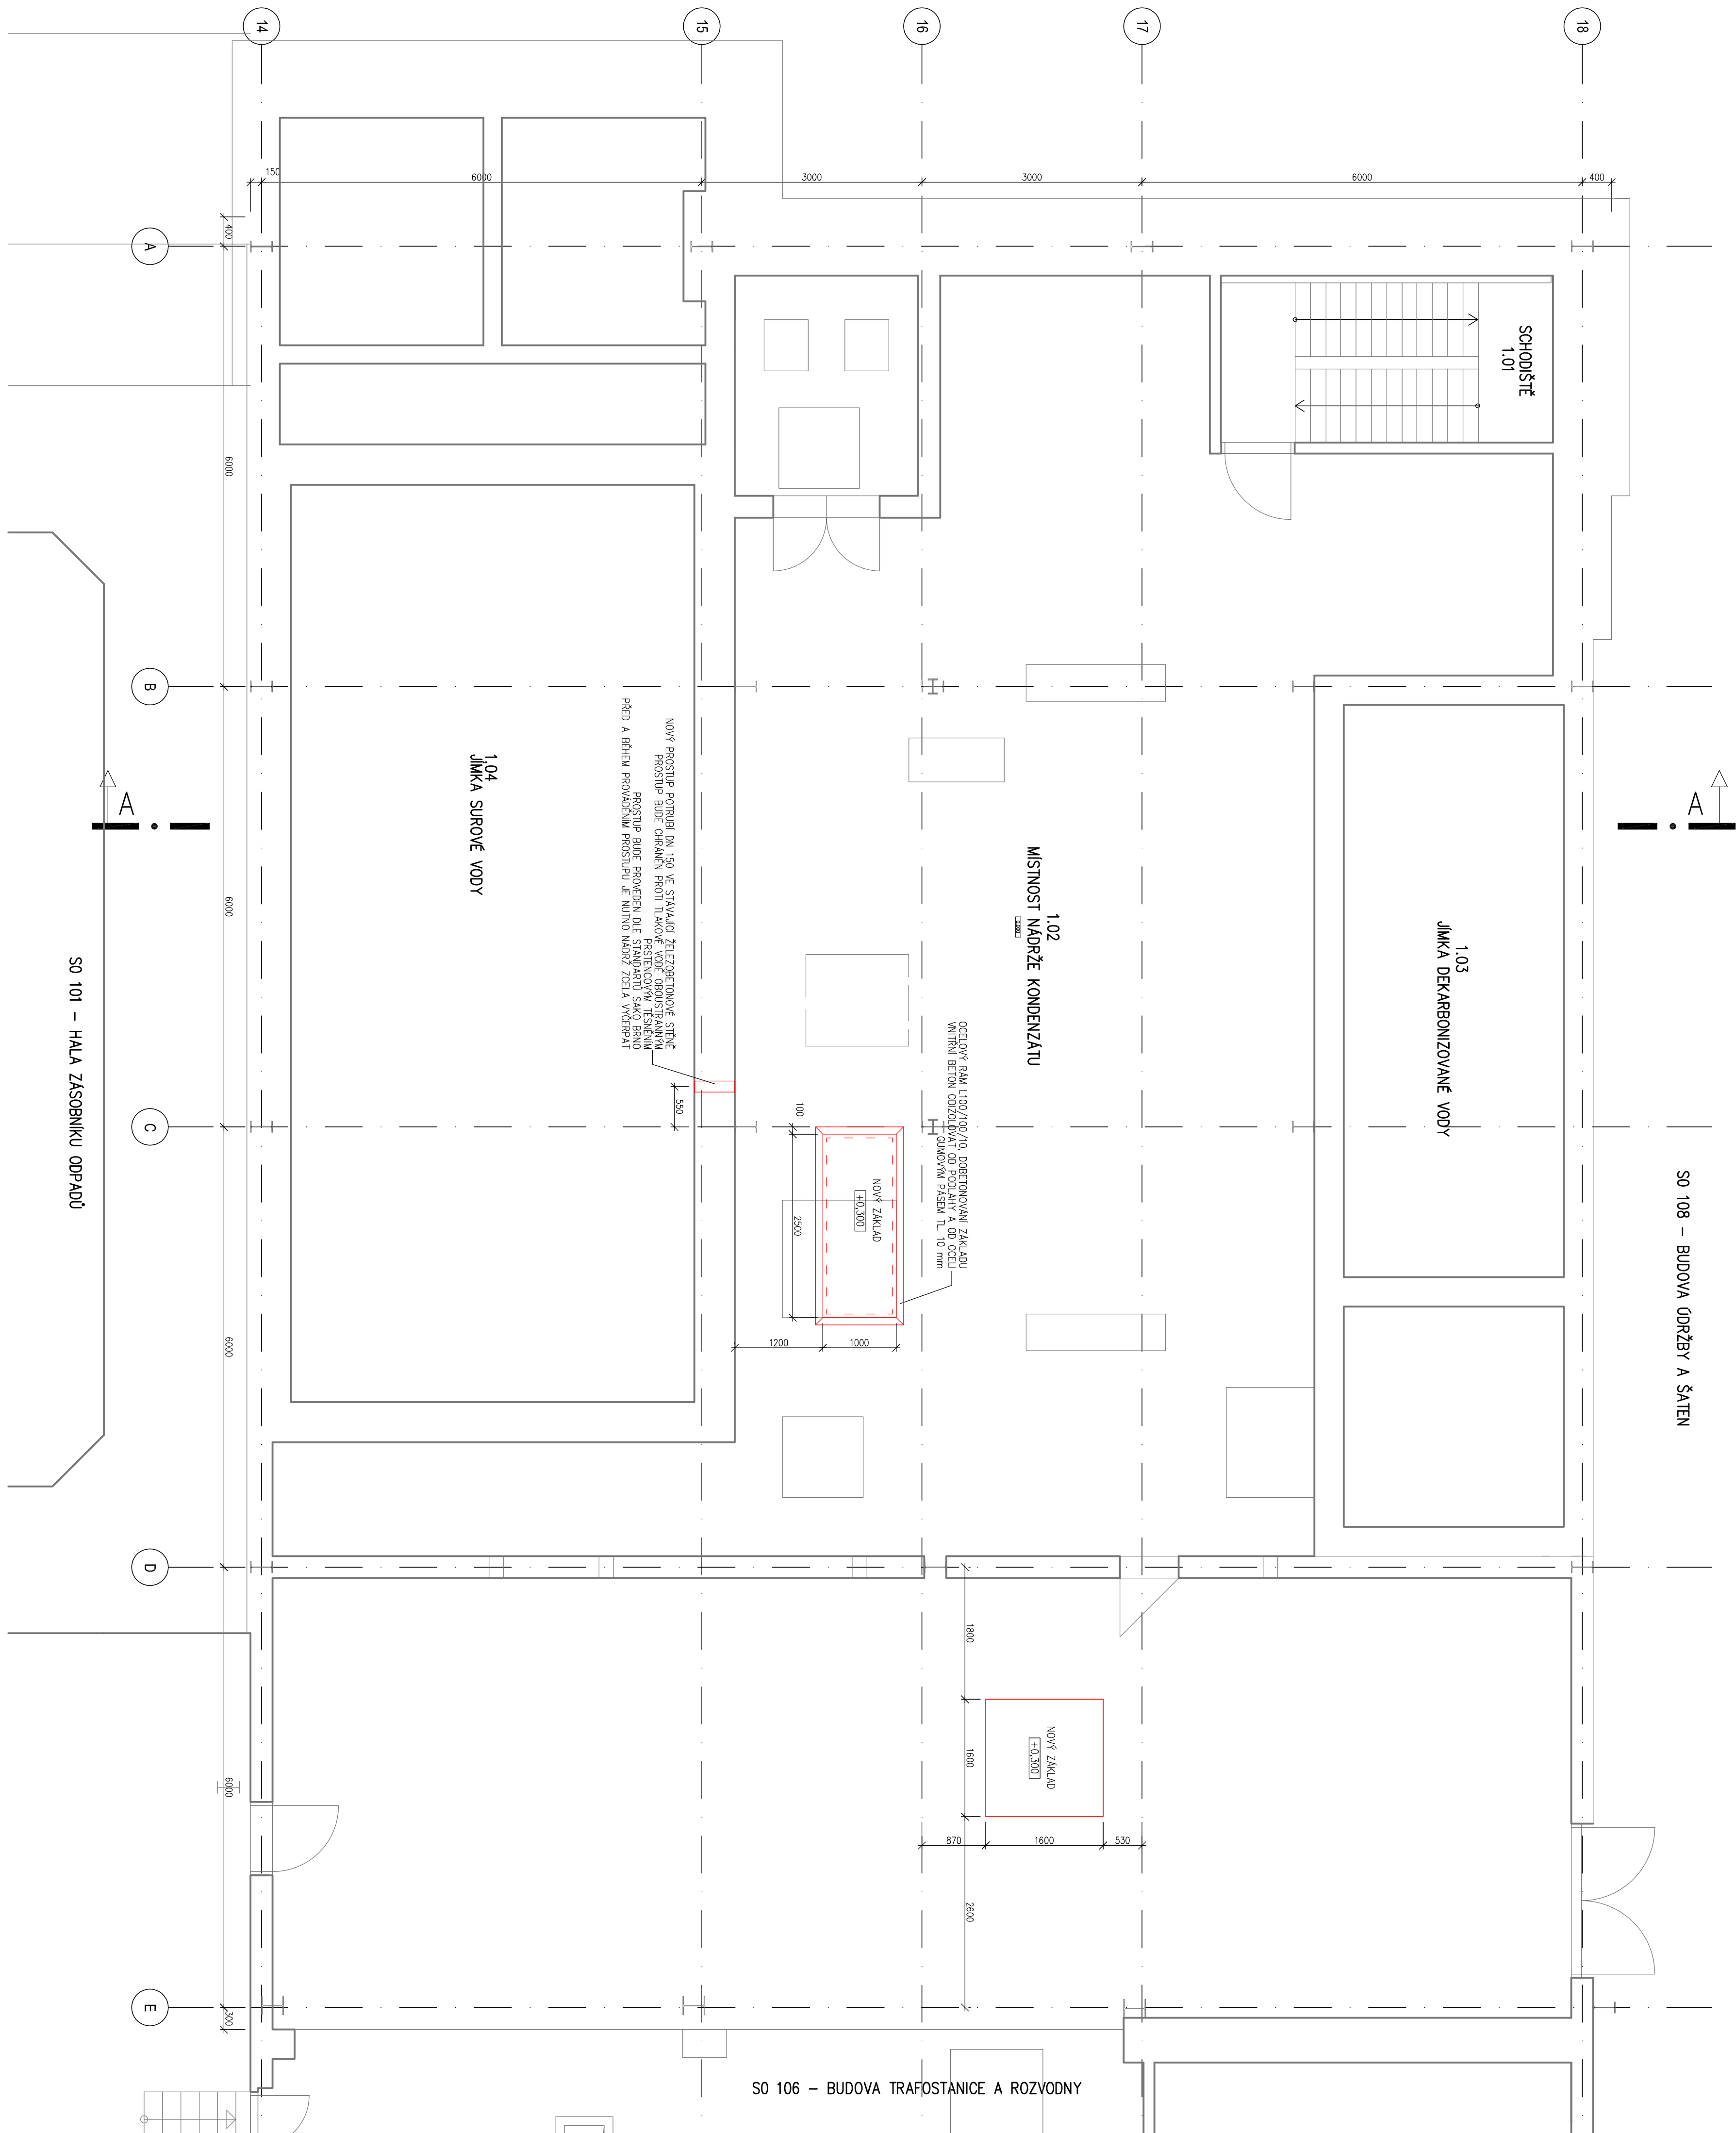 14
15
16
17
18
150
6000
3000
3000
6000
400
A
B
C
D
E
400
6000
6000
6000
6000
300
SCHODIŠTĚ
1.01
1.02
MÍSTNOST NÁDRŽE KONDENZÁTU
1.03
JÍMKA DEKARBONIZOVANÉ VODY
1.04
JÍMKA SUROVÉ VODY
NOVÝ PROSTUP POTRUBÍ DN 150 VE STÁVAJÍCÍ ŽELEZOBETONOVÉ STĚNĚ
PROSTUP BUDE CHRÁNĚN PROTI TLAKOVÉ VODĚ OBOUSTRANNÝM
PRSTENCOVÝM TĚSNĚNÍM
PROSTUP BUDE PROVEDEN DLE STANDARTŮ SAKO BRNO
PŘED A BĚHEM PROVÁDĚNÍM PROSTUPU JE NUTNO NÁDRŽ ZCELA VYČERPAT
OCELOVÝ RÁM L100/100/10, DOBETONOVÁNÍ ZÁKLADU
VNITŘNÍ BETON ODIZOLOVAT OD PODLAHY A OD OCELI
GUMOVÝM PÁSEM TL. 10 mm
550
100
2500
NOVÝ ZÁKLAD
+0,300
1200
1000
1800
1600
2600
NOVÝ ZÁKLAD
+0,300
870
1600
530
A
A
SO 101 – HALA ZÁSOBNÍKU ODPADŮ
SO 108 – BUDOVA ÚDRŽBY A ŠATEN
SO 106 – BUDOVA TRAFOSTANICE A ROZVODNY